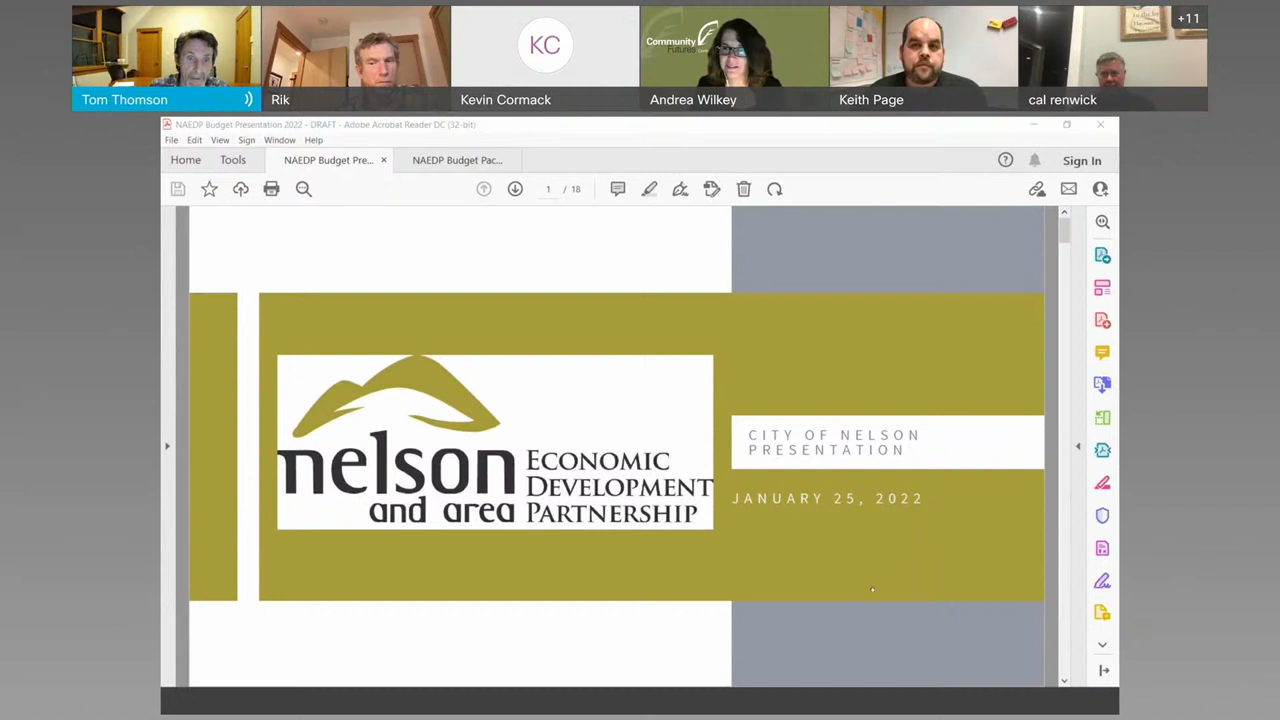 +11
KC
Community
Futures
Tom Thomson
Rik
Kevin Cormack
Andrea Wilkey
Keith Page
cal renwick
NAEDP Budget Presentation 2022 - DRAFT - Adobe Acrobat Reader DC (32-bit)
File Edit View Sign Window Help
Home Tools NAEDP Budget Pre... × NAEDP Budget Pac... Sign In
1 / 18
nelson
and area
ECONOMIC
DEVELOPMENT
PARTNERSHIP
CITY OF NELSON
PRESENTATION
JANUARY 25, 2022